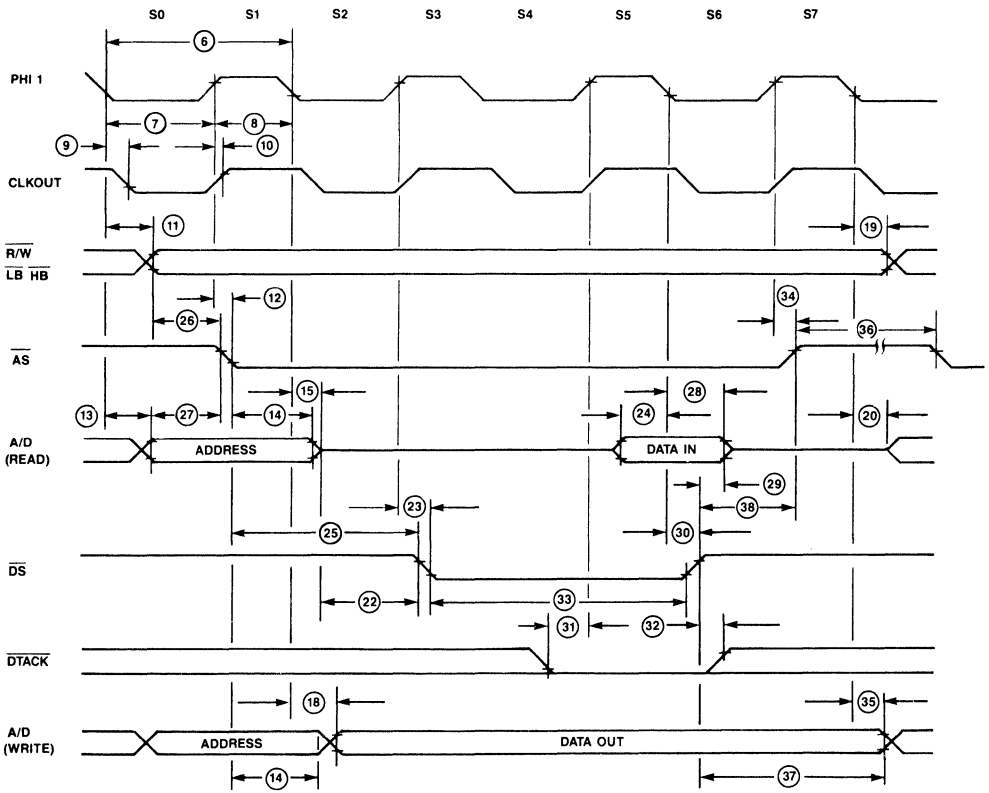 S0 S1 S2 S3 S4 S5 S6 S7
6
PHI 1
7 8
9 10
CLKOUT
11 19
R/W
LB HB
12 34
26 36
AS
15 28
13 27 14 24 20
A/D
(READ)
ADDRESS DATA IN
29
23 38
25 30
DS
22 33
31 32
DTACK
18 35
A/D
(WRITE)
ADDRESS DATA OUT
14 37